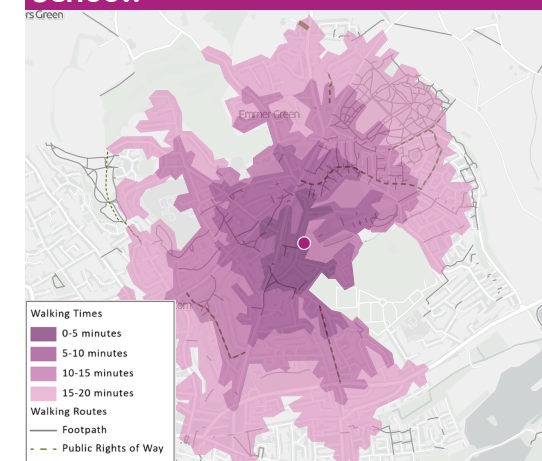 rs Green
Emmer Green
Walking Times
0-5 minutes
5-10 minutes
10-15 minutes
15-20 minutes
Walking Routes
Footpath
Public Rights of Way